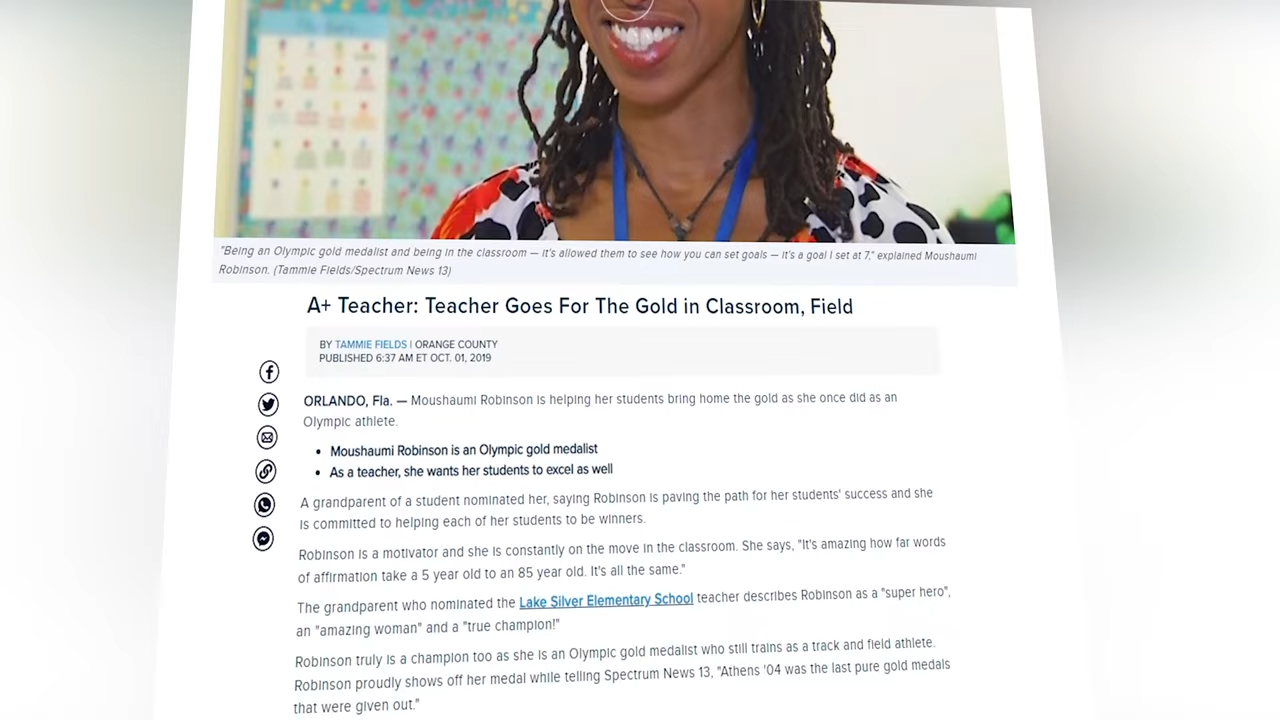 "Being an Olympic gold medalist and being in the classroom — it's allowed them to see how you can set goals — it's a goal I set at 7," explained Moushaumi
Robinson. (Tammie Fields/Spectrum News 13)
A+ Teacher: Teacher Goes For The Gold in Classroom, Field
BY TAMMIE FIELDS | ORANGE COUNTY
PUBLISHED 6:37 AM ET OCT. 01, 2019
ORLANDO, Fla. — Moushaumi Robinson is helping her students bring home the gold as she once did as an
Olympic athlete.
• Moushaumi Robinson is an Olympic gold medalist
• As a teacher, she wants her students to excel as well
A grandparent of a student nominated her, saying Robinson is paving the path for her students' success and she
is committed to helping each of her students to be winners.
Robinson is a motivator and she is constantly on the move in the classroom. She says, "It's amazing how far words
of affirmation take a 5 year old to an 85 year old. It's all the same."
The grandparent who nominated the Lake Silver Elementary School teacher describes Robinson as a "super hero",
an "amazing woman" and a "true champion!"
Robinson truly is a champion too as she is an Olympic gold medalist who still trains as a track and field athlete.
Robinson proudly shows off her medal while telling Spectrum News 13, "Athens '04 was the last pure gold medals
that were given out."